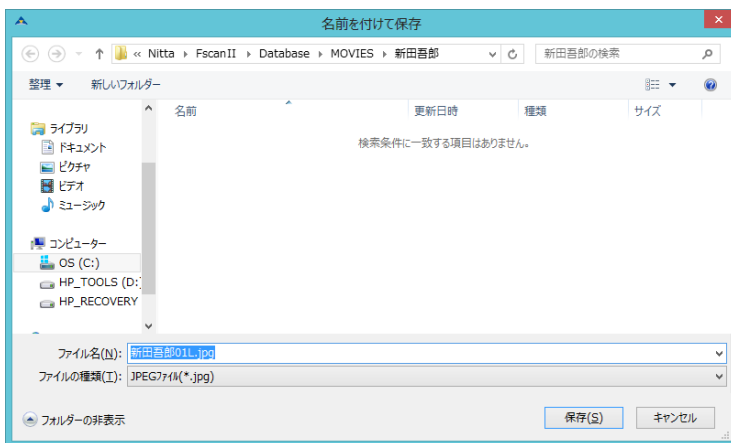 名前を付けて保存
« Nitta ▸ FscanII ▸ Database ▸ MOVIES ▸ 新田吾郎
新田吾郎の検索
整理 ▼ 新しいフォルダー
名前 更新日時 種類 サイズ
検索条件に一致する項目はありません。
ライブラリ
ドキュメント
ピクチャ
ビデオ
ミュージック
コンピューター
OS (C:)
HP_TOOLS (D:)
HP_RECOVERY
ファイル名(N): 新田吾郎01L.jpg
ファイルの種類(T): JPEGファイル(*.jpg)
フォルダーの非表示
保存(S) キャンセル